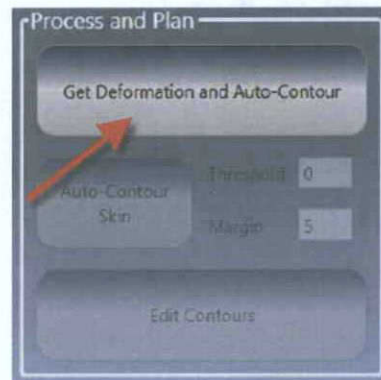 Process and Plan
Get Deformation and Auto-Contour
Auto-Contour
Skin
Threshold 0
Margin 5
Edit Contours